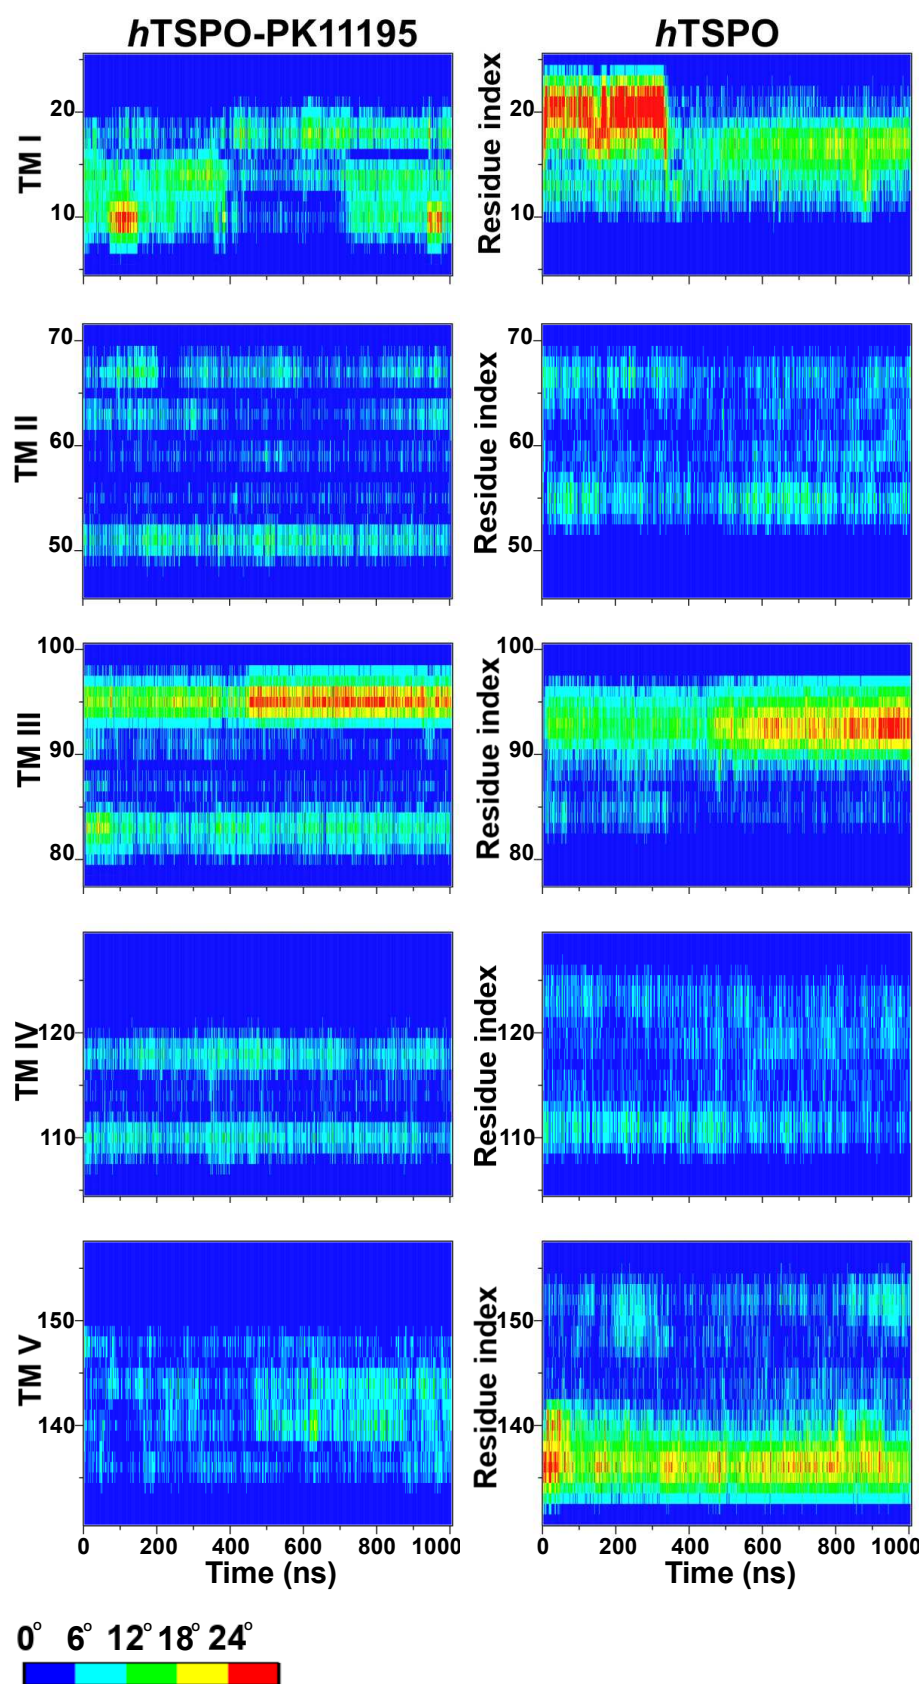 hTSPO-PK11195 hTSPO
TM I
20
10
Residue index
20
10
TM II
70
60
50
Residue index
70
60
50
TM III
100
90
80
Residue index
100
90
80
TM IV
120
110
Residue index
120
110
TM V
150
140
Residue index
150
140
0 200 400 600 800 1000
0 200 400 600 800 1000
Time (ns) Time (ns)
0° 6° 12° 18° 24°